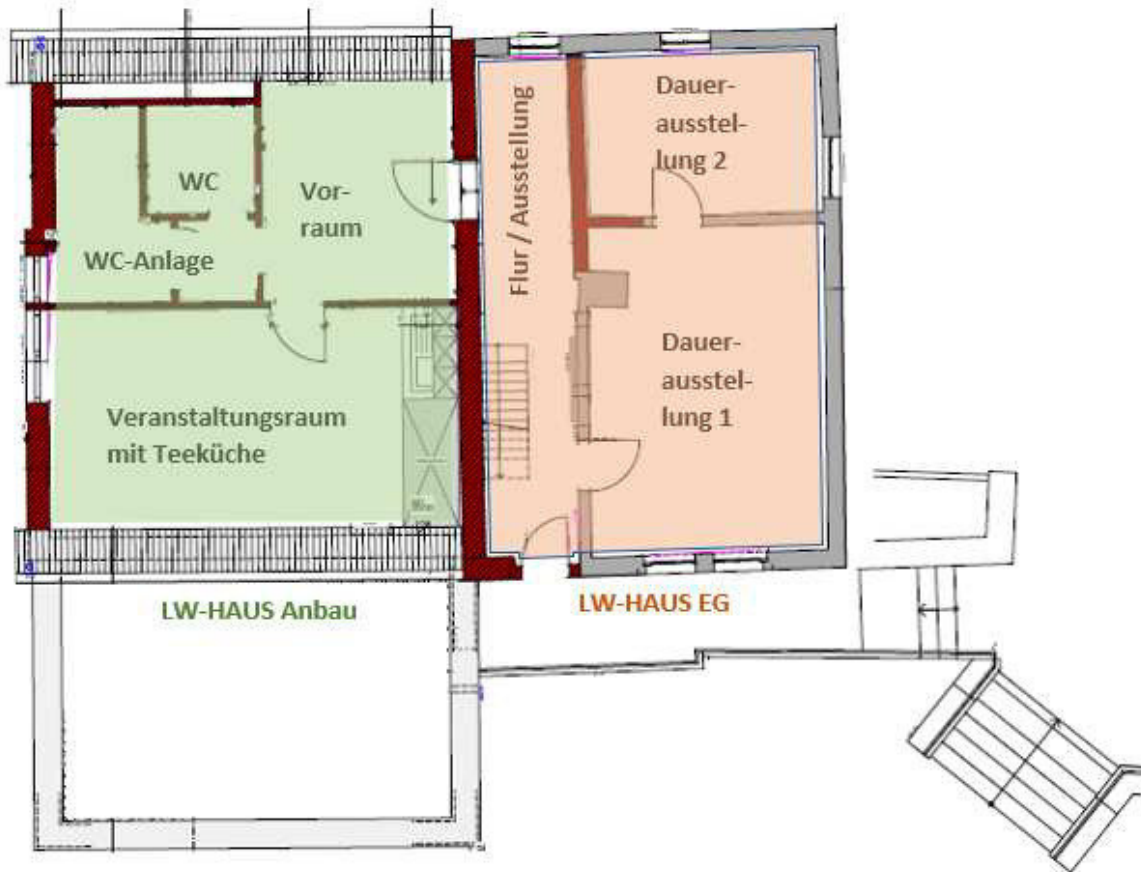 WC
WC-Anlage
Vor-
raum
Veranstaltungsraum
mit Teeküche
Flur / Ausstellung
Dauer-
ausstel-
lung 2
Dauer-
ausstel-
lung 1
LW-HAUS Anbau
LW-HAUS EG